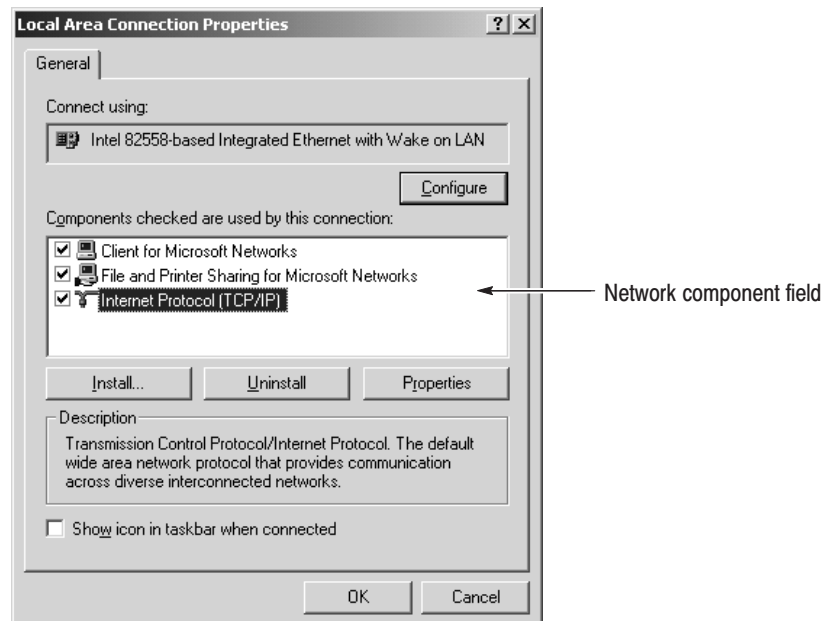 Local Area Connection Properties
General
Connect using:
Intel 82558-based Integrated Ethernet with Wake on LAN
Configure
Components checked are used by this connection:
Client for Microsoft Networks
File and Printer Sharing for Microsoft Networks
Internet Protocol (TCP/IP)
Network component field
Install...
Uninstall
Properties
Description
Transmission Control Protocol/Internet Protocol. The default
wide area network protocol that provides communication
across diverse interconnected networks.
Show icon in taskbar when connected
OK
Cancel